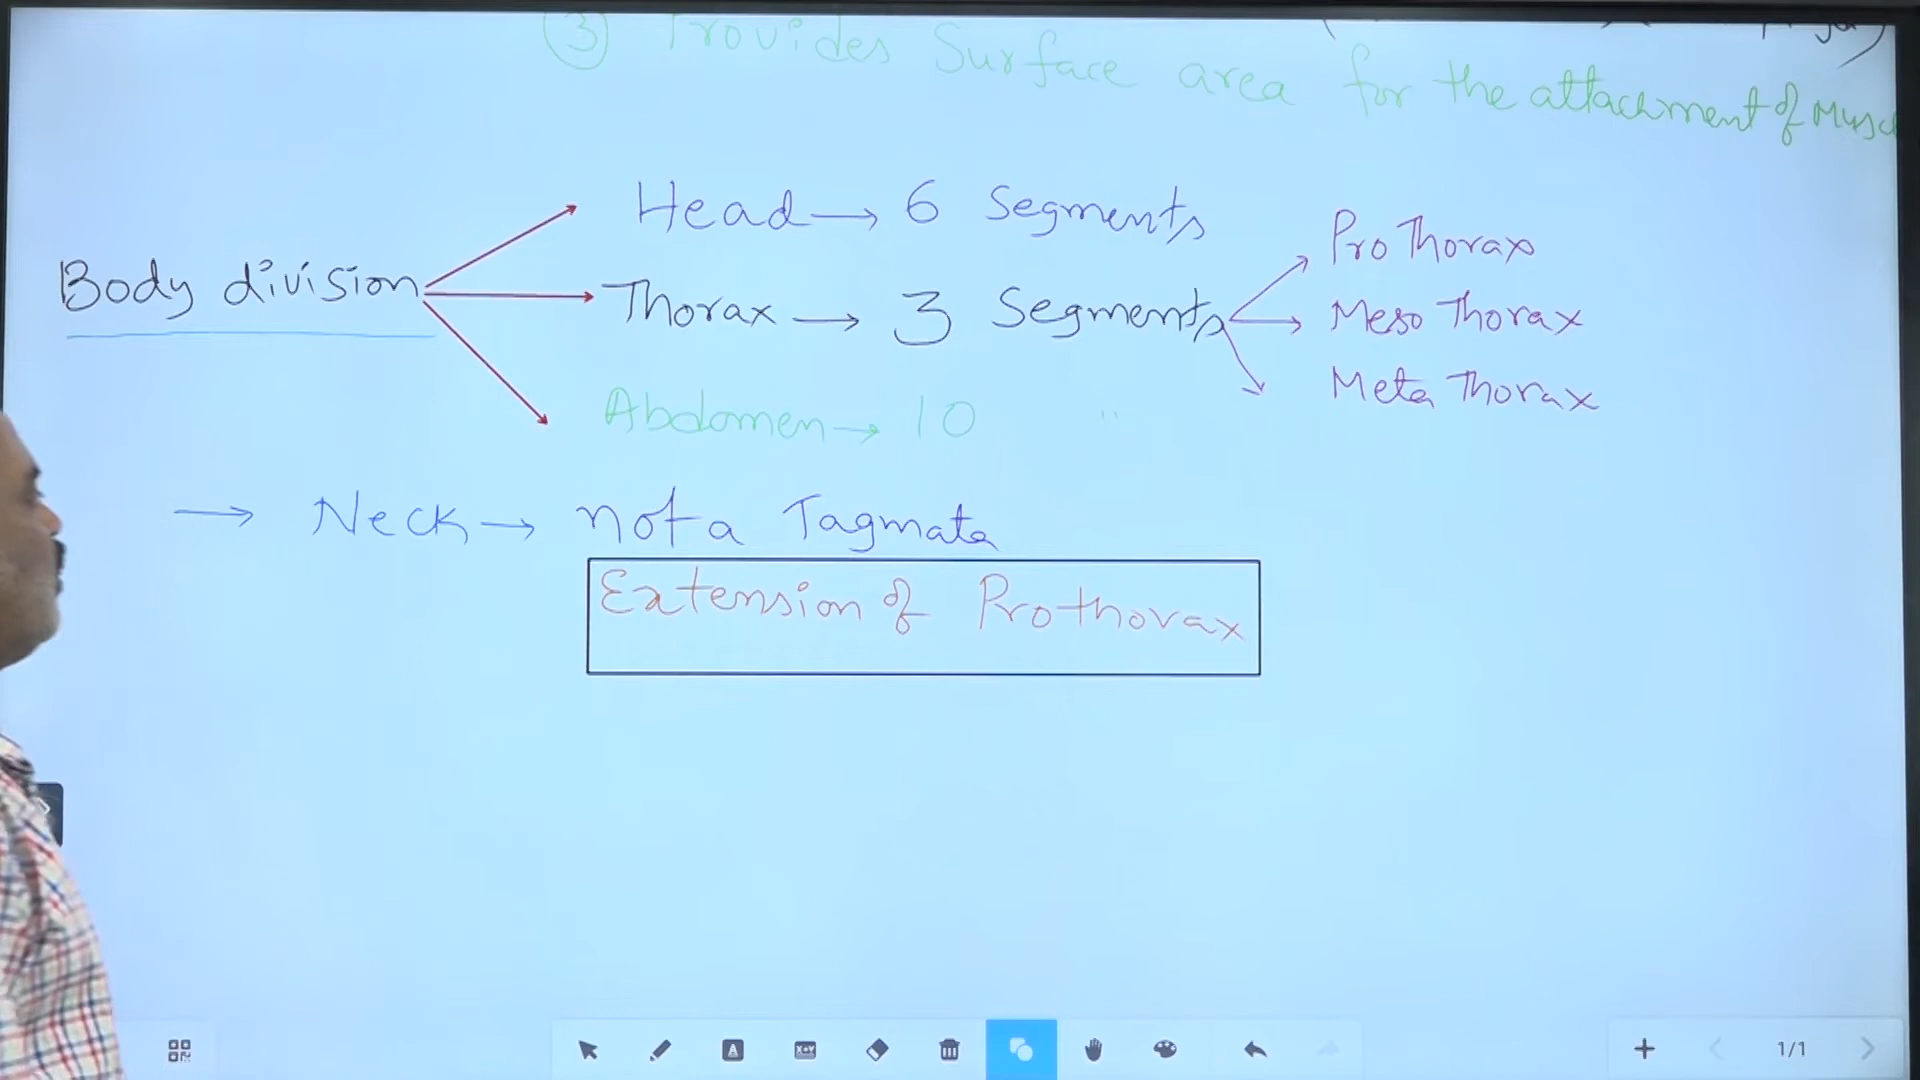 ③ Provides Surface area for the attachment of Musc
Head → 6 Segments
Body division
Thorax → 3 Segments
Pro Thorax
Meso Thorax
Meta Thorax
Abdomen → 10 "
→ Neck → not a Tagmata
Extension of Prothorax
1/1